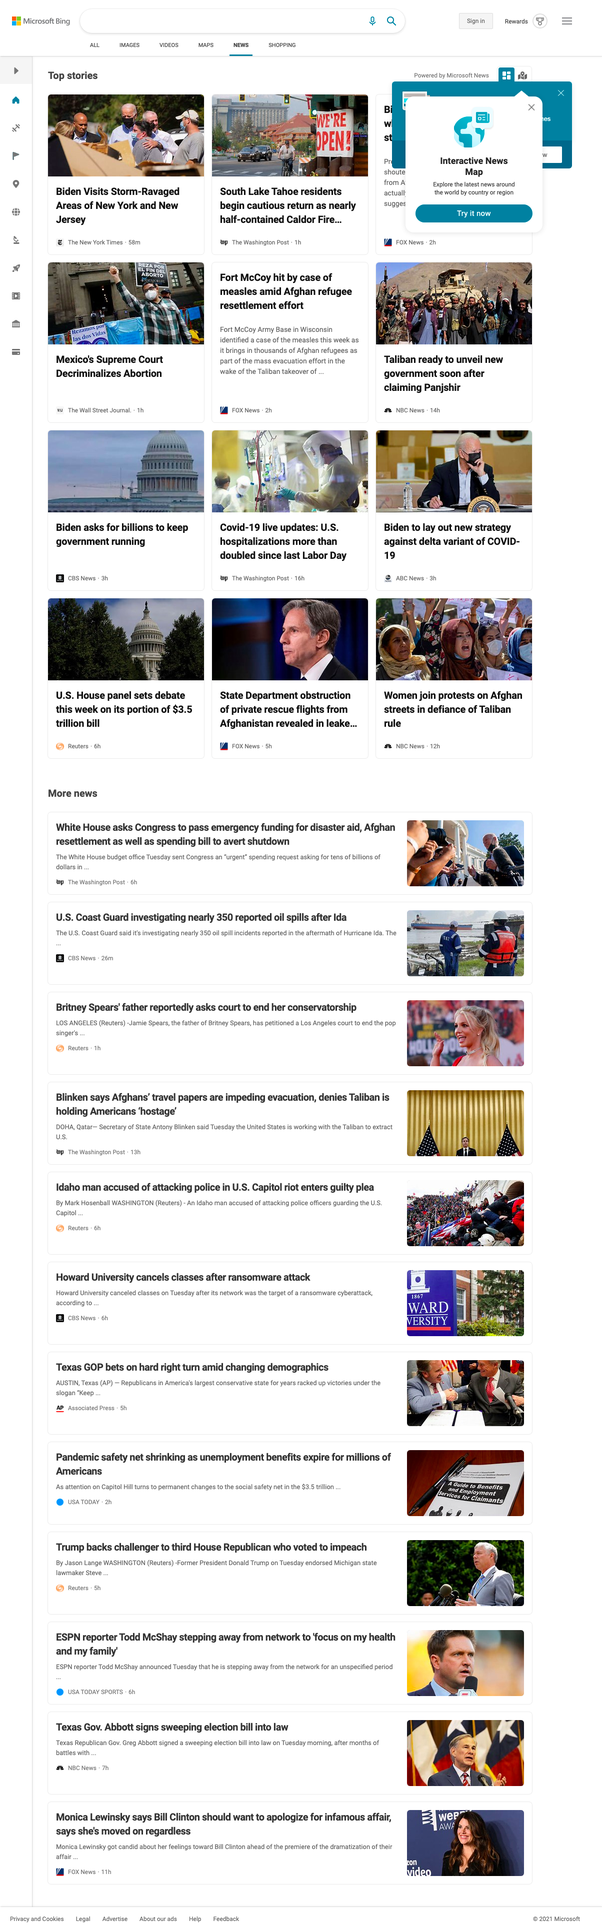 Microsoft Bing
Sign in
Rewards
ALL
IMAGES
VIDEOS
MAPS
NEWS
SHOPPING
Top stories
Powered by Microsoft News
Interactive News
Map
Explore the latest news around
the world by country or region
Try it now
WE'RE
OPEN!
Biden Visits Storm-Ravaged
Areas of New York and New
Jersey
The New York Times · 58m
South Lake Tahoe residents
begin cautious return as nearly
half-contained Caldor Fire...
The Washington Post · 1h
FOX News · 2h
Mexico's Supreme Court
Decriminalizes Abortion
The Wall Street Journal. · 1h
Fort McCoy hit by case of
measles amid Afghan refugee
resettlement effort
Fort McCoy Army Base in Wisconsin
identified a case of the measles this week as
it brings in thousands of Afghan refugees as
part of the mass evacuation effort in the
wake of the Taliban takeover of ...
FOX News · 2h
Taliban ready to unveil new
government soon after
claiming Panjshir
NBC News · 14h
Biden asks for billions to keep
government running
CBS News · 3h
Covid-19 live updates: U.S.
hospitalizations more than
doubled since last Labor Day
The Washington Post · 16h
Biden to lay out new strategy
against delta variant of COVID-
19
ABC News · 3h
U.S. House panel sets debate
this week on its portion of $3.5
trillion bill
Reuters · 6h
State Department obstruction
of private rescue flights from
Afghanistan revealed in leake...
FOX News · 5h
Women join protests on Afghan
streets in defiance of Taliban
rule
NBC News · 12h
More news
White House asks Congress to pass emergency funding for disaster aid, Afghan
resettlement as well as spending bill to avert shutdown
The White House budget office Tuesday sent Congress an "urgent" spending request asking for tens of billions of
dollars in ...
The Washington Post · 6h
U.S. Coast Guard investigating nearly 350 reported oil spills after Ida
The U.S. Coast Guard said it's investigating nearly 350 oil spill incidents reported in the aftermath of Hurricane Ida. The
...
CBS News · 26m
Britney Spears' father reportedly asks court to end her conservatorship
LOS ANGELES (Reuters) -Jamie Spears, the father of Britney Spears, has petitioned a Los Angeles court to end the pop
singer's ...
Reuters · 1h
Blinken says Afghans' travel papers are impeding evacuation, denies Taliban is
holding Americans 'hostage'
DOHA, Qatar— Secretary of State Antony Blinken said Tuesday the United States is working with the Taliban to extract
U.S.
The Washington Post · 13h
Idaho man accused of attacking police in U.S. Capitol riot enters guilty plea
By Mark Hosenball WASHINGTON (Reuters) - An Idaho man accused of attacking police officers guarding the U.S.
Capitol ...
Reuters · 6h
Howard University cancels classes after ransomware attack
Howard University canceled classes on Tuesday after its network was the target of a ransomware cyberattack,
according to ...
CBS News · 6h
1867
WARD
VERSITY
Texas GOP bets on hard right turn amid changing demographics
AUSTIN, Texas (AP) — Republicans in America's largest conservative state for years racked up victories under the
slogan "Keep ...
AP Associated Press · 5h
Pandemic safety net shrinking as unemployment benefits expire for millions of
Americans
As attention on Capitol Hill turns to permanent changes to the social safety net in the $3.5 trillion ...
USA TODAY · 2h
A Guide to Benefits and
Employment
Services for Claimants
Trump backs challenger to third House Republican who voted to impeach
By Jason Lange WASHINGTON (Reuters) -Former President Donald Trump on Tuesday endorsed Michigan state
lawmaker Steve ...
Reuters · 5h
ESPN reporter Todd McShay stepping away from network to 'focus on my health
and my family'
ESPN reporter Todd McShay announced Tuesday that he is stepping away from the network for an unspecified period
...
USA TODAY SPORTS · 6h
Texas Gov. Abbott signs sweeping election bill into law
Texas Republican Gov. Greg Abbott signed a sweeping election bill into law on Tuesday morning, after months of
battles with ...
NBC News · 7h
Monica Lewinsky says Bill Clinton should want to apologize for infamous affair,
says she's moved on regardless
Monica Lewinsky got candid about her feelings toward Bill Clinton ahead of the premiere of the dramatization of their
affair ...
FOX News · 11h
Privacy and Cookies
Legal
Advertise
About our ads
Help
Feedback
© 2021 Microsoft